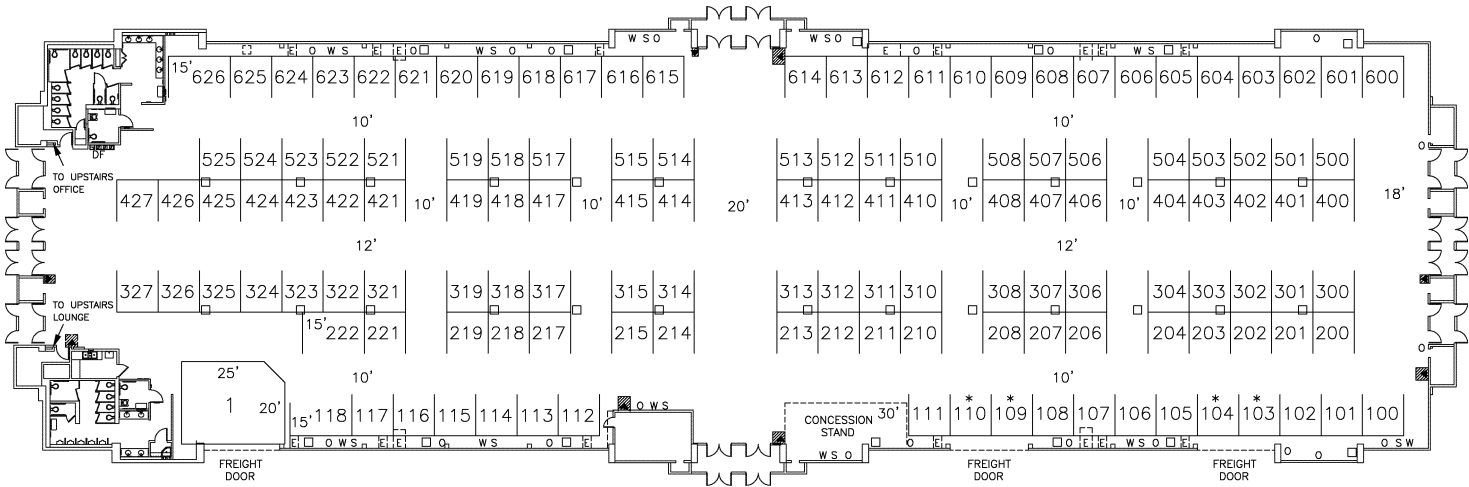 W S O
W S O
O
E O W S E E O W S O E
E O E O E E W S E
15'
626 625 624 623 622 621 620 619 618 617 616 615
614 613 612 611 610 609 608 607 606 605 604 603 602 601 600
10'
10'
DF
O
525 524 523 522 521 519 518 517 515 514 513 512 511 510 508 507 506 504 503 502 501 500
TO UPSTAIRS
OFFICE
427 426 425 424 423 422 421 10' 419 418 417 10' 415 414 20' 413 412 411 410 10' 408 407 406 10' 404 403 402 401 400
18'
12'
12'
327 326 325 324 323 322 321 319 318 317 315 314 313 312 311 310 308 307 306 304 303 302 301 300
TO UPSTAIRS
LOUNGE
15'
222 221 219 218 217 215 214 213 212 211 210 208 207 206 204 203 202 201 200
O
25'
10'
10'
1
20'
15'
118 117 116 115 114 113 112
O W S
CONCESSION
STAND
30'
* * * *
111 110 109 108 107 106 105 104 103 102 101 100
E O W S E E O W S O E
W S O
O E O E E W S O E
O O
O S W
FREIGHT
DOOR
FREIGHT
DOOR
FREIGHT
DOOR